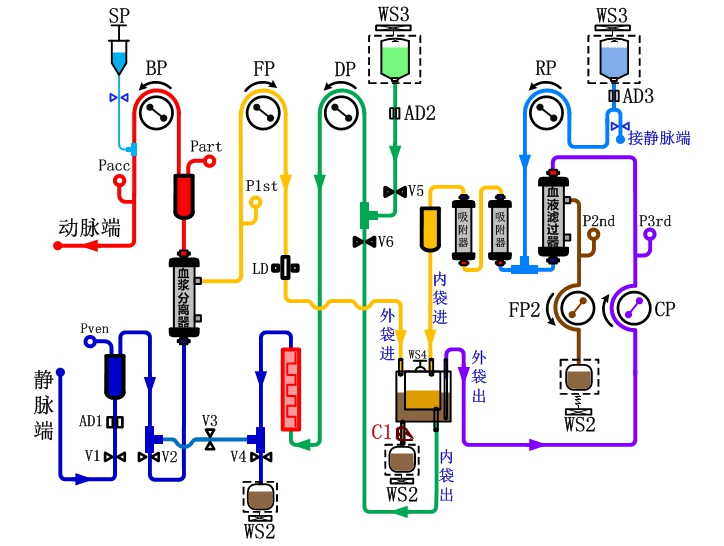 SP
WS3
WS3
BP
FP
DP
RP
AD2
AD3
接静脉端
Part
Pacc
P1st
V5
吸附器
吸附器
血液滤过器
P2nd
P3rd
动脉端
V6
LD
血浆分离器
内袋进
外袋进
FP2
CP
Pven
静脉端
AD1
V1
V2
V3
V4
WS4
外袋出
C1
内袋出
WS2
WS2
WS2